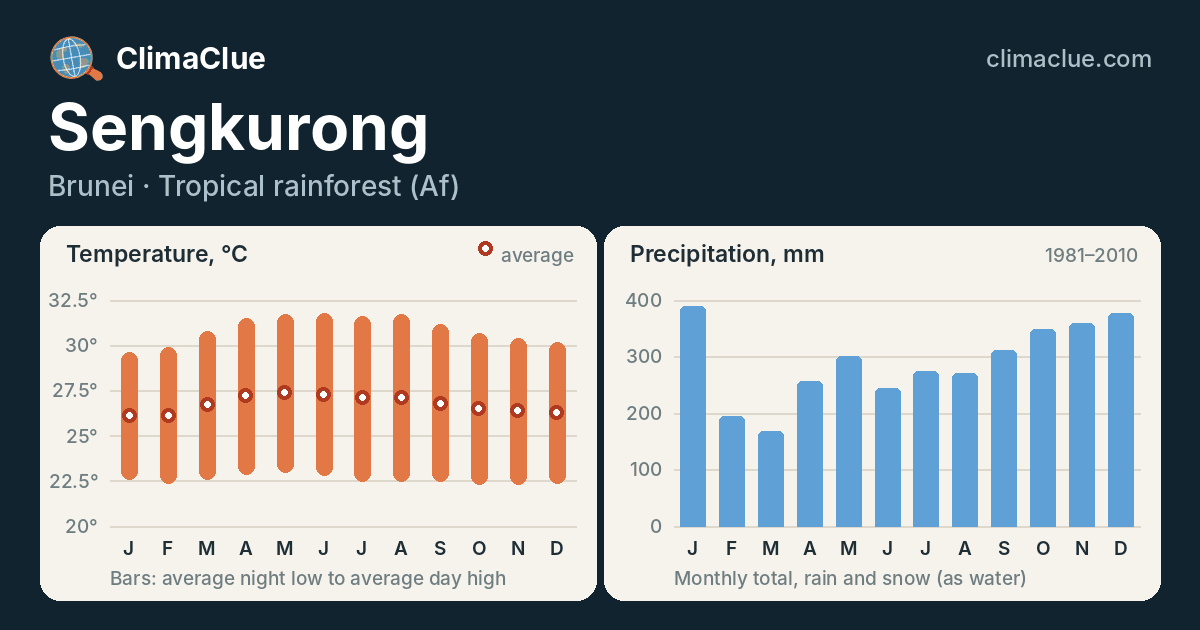 ClimaClue
climaclue.com
Sengkurong
Brunei · Tropical rainforest (Af)
Temperature, °C
average
32.5°
30°
27.5°
25°
22.5°
20°
J F M A M J J A S O N D
Bars: average night low to average day high
Precipitation, mm
1981–2010
400
300
200
100
0
J F M A M J J A S O N D
Monthly total, rain and snow (as water)